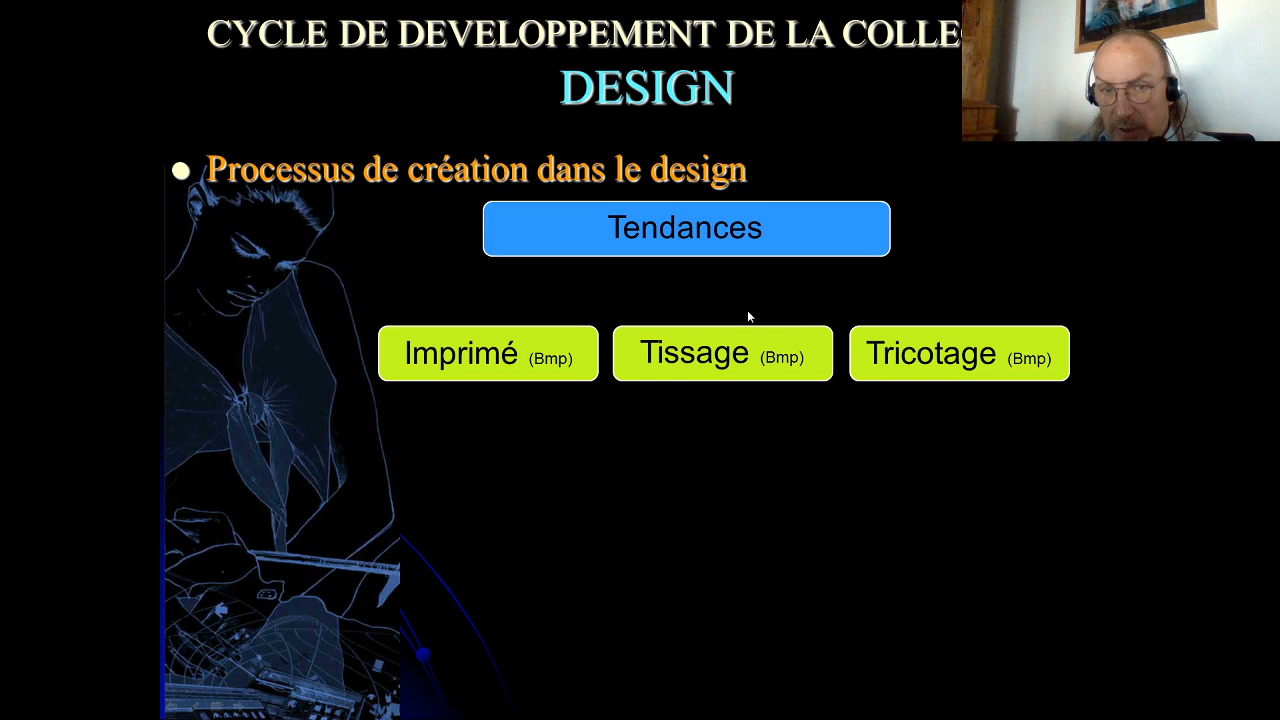 CYCLE DE DEVELOPPEMENT DE LA
DESIGN
Processus de création dans le design
Tendances
Imprimé (Bmp)
Tissage (Bmp)
Tricotage (Bmp)